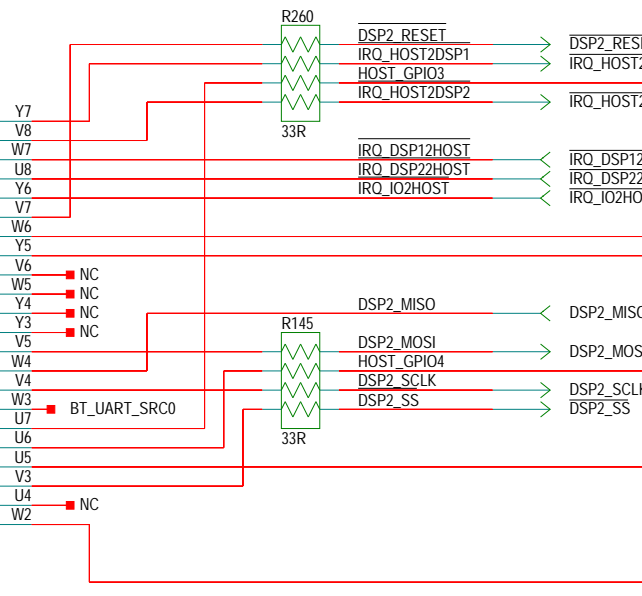 R260
DSP2_RESET
DSP2_RES
IRQ_HOST2DSP1
IRQ_HOST2
HOST_GPIO3
IRQ_HOST2DSP2
IRQ_HOST2
33R
Y7
V8
W7
IRQ_DSP12HOST
IRQ_DSP12
U8
IRQ_DSP22HOST
IRQ_DSP22
Y6
IRQ_IO2HOST
IRQ_IO2HO
V7
W6
Y5
V6
NC
W5
NC
Y4
NC
Y3
NC
DSP2_MISO
DSP2_MISO
R145
V5
DSP2_MOSI
DSP2_MOS
W4
HOST_GPIO4
V4
DSP2_SCLK
DSP2_SCLK
W3
BT_UART_SRC0
DSP2_SS
DSP2_SS
U7
33R
U6
U5
V3
U4
NC
W2